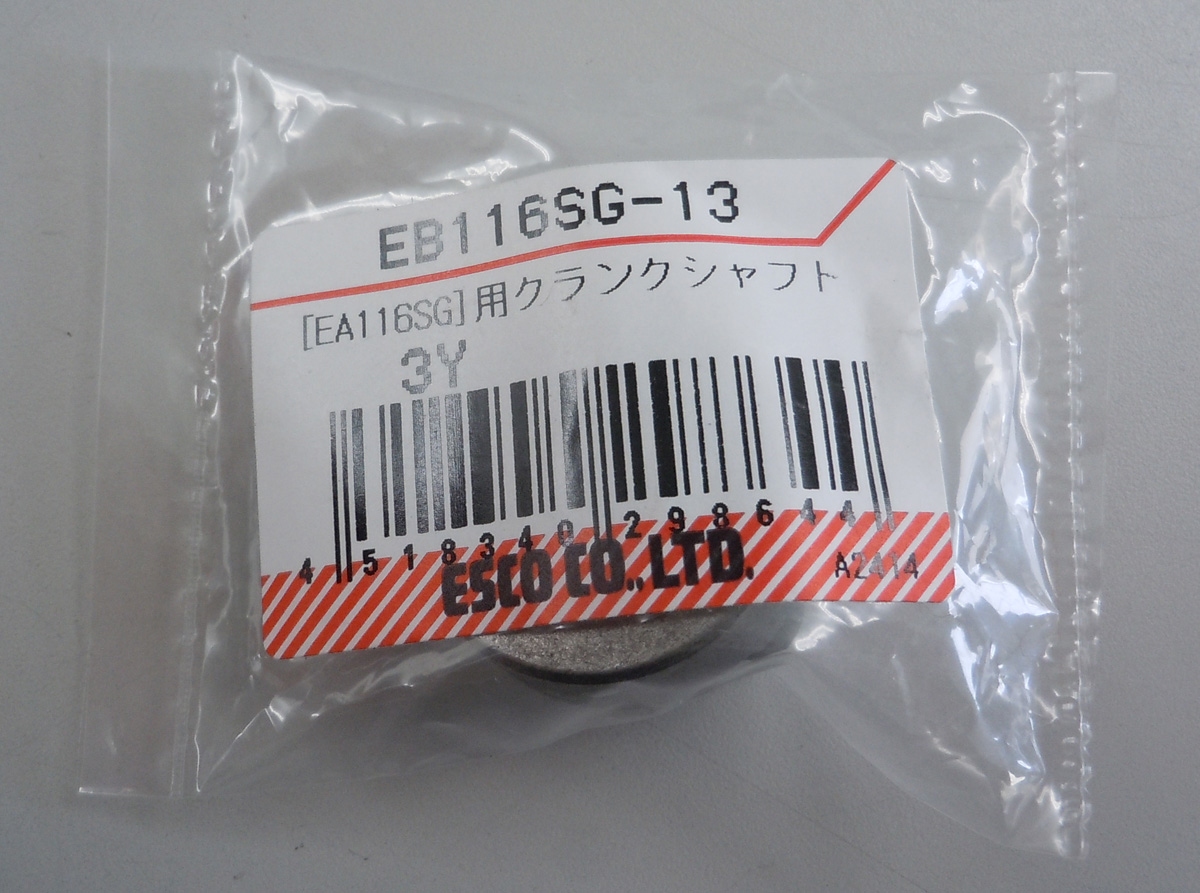 EB116SG-13
[EA116SG]用クランクシャフト
3Y
4 518340 298644
ESCO CO., LTD.
A2414